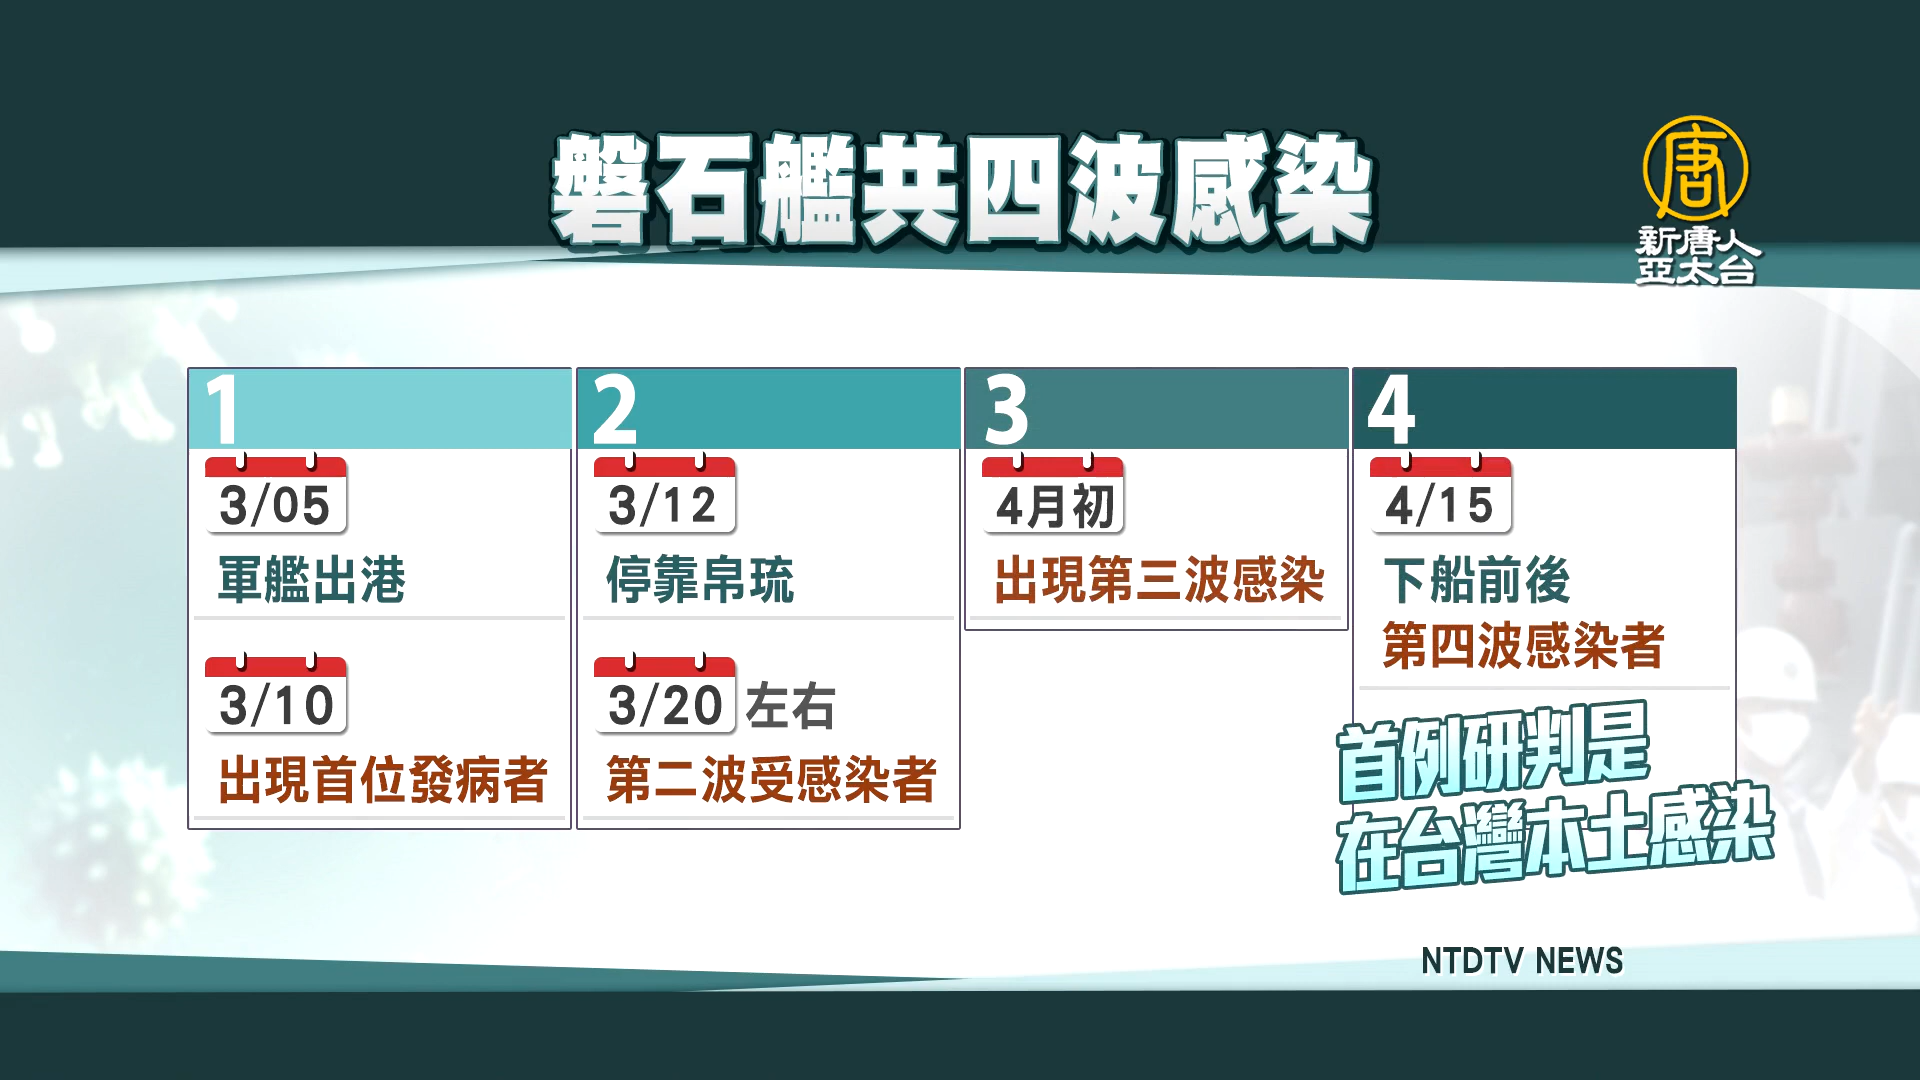 磐石艦共四波感染
唐
新唐人
亞太台
1
3/05
軍艦出港
3/10
出現首位發病者
2
3/12
停靠帛琉
3/20 左右
第二波受感染者
3
4月初
出現第三波感染
4
4/15
下船前後
第四波感染者
首例研判是
在台灣本土感染
NTDTV NEWS